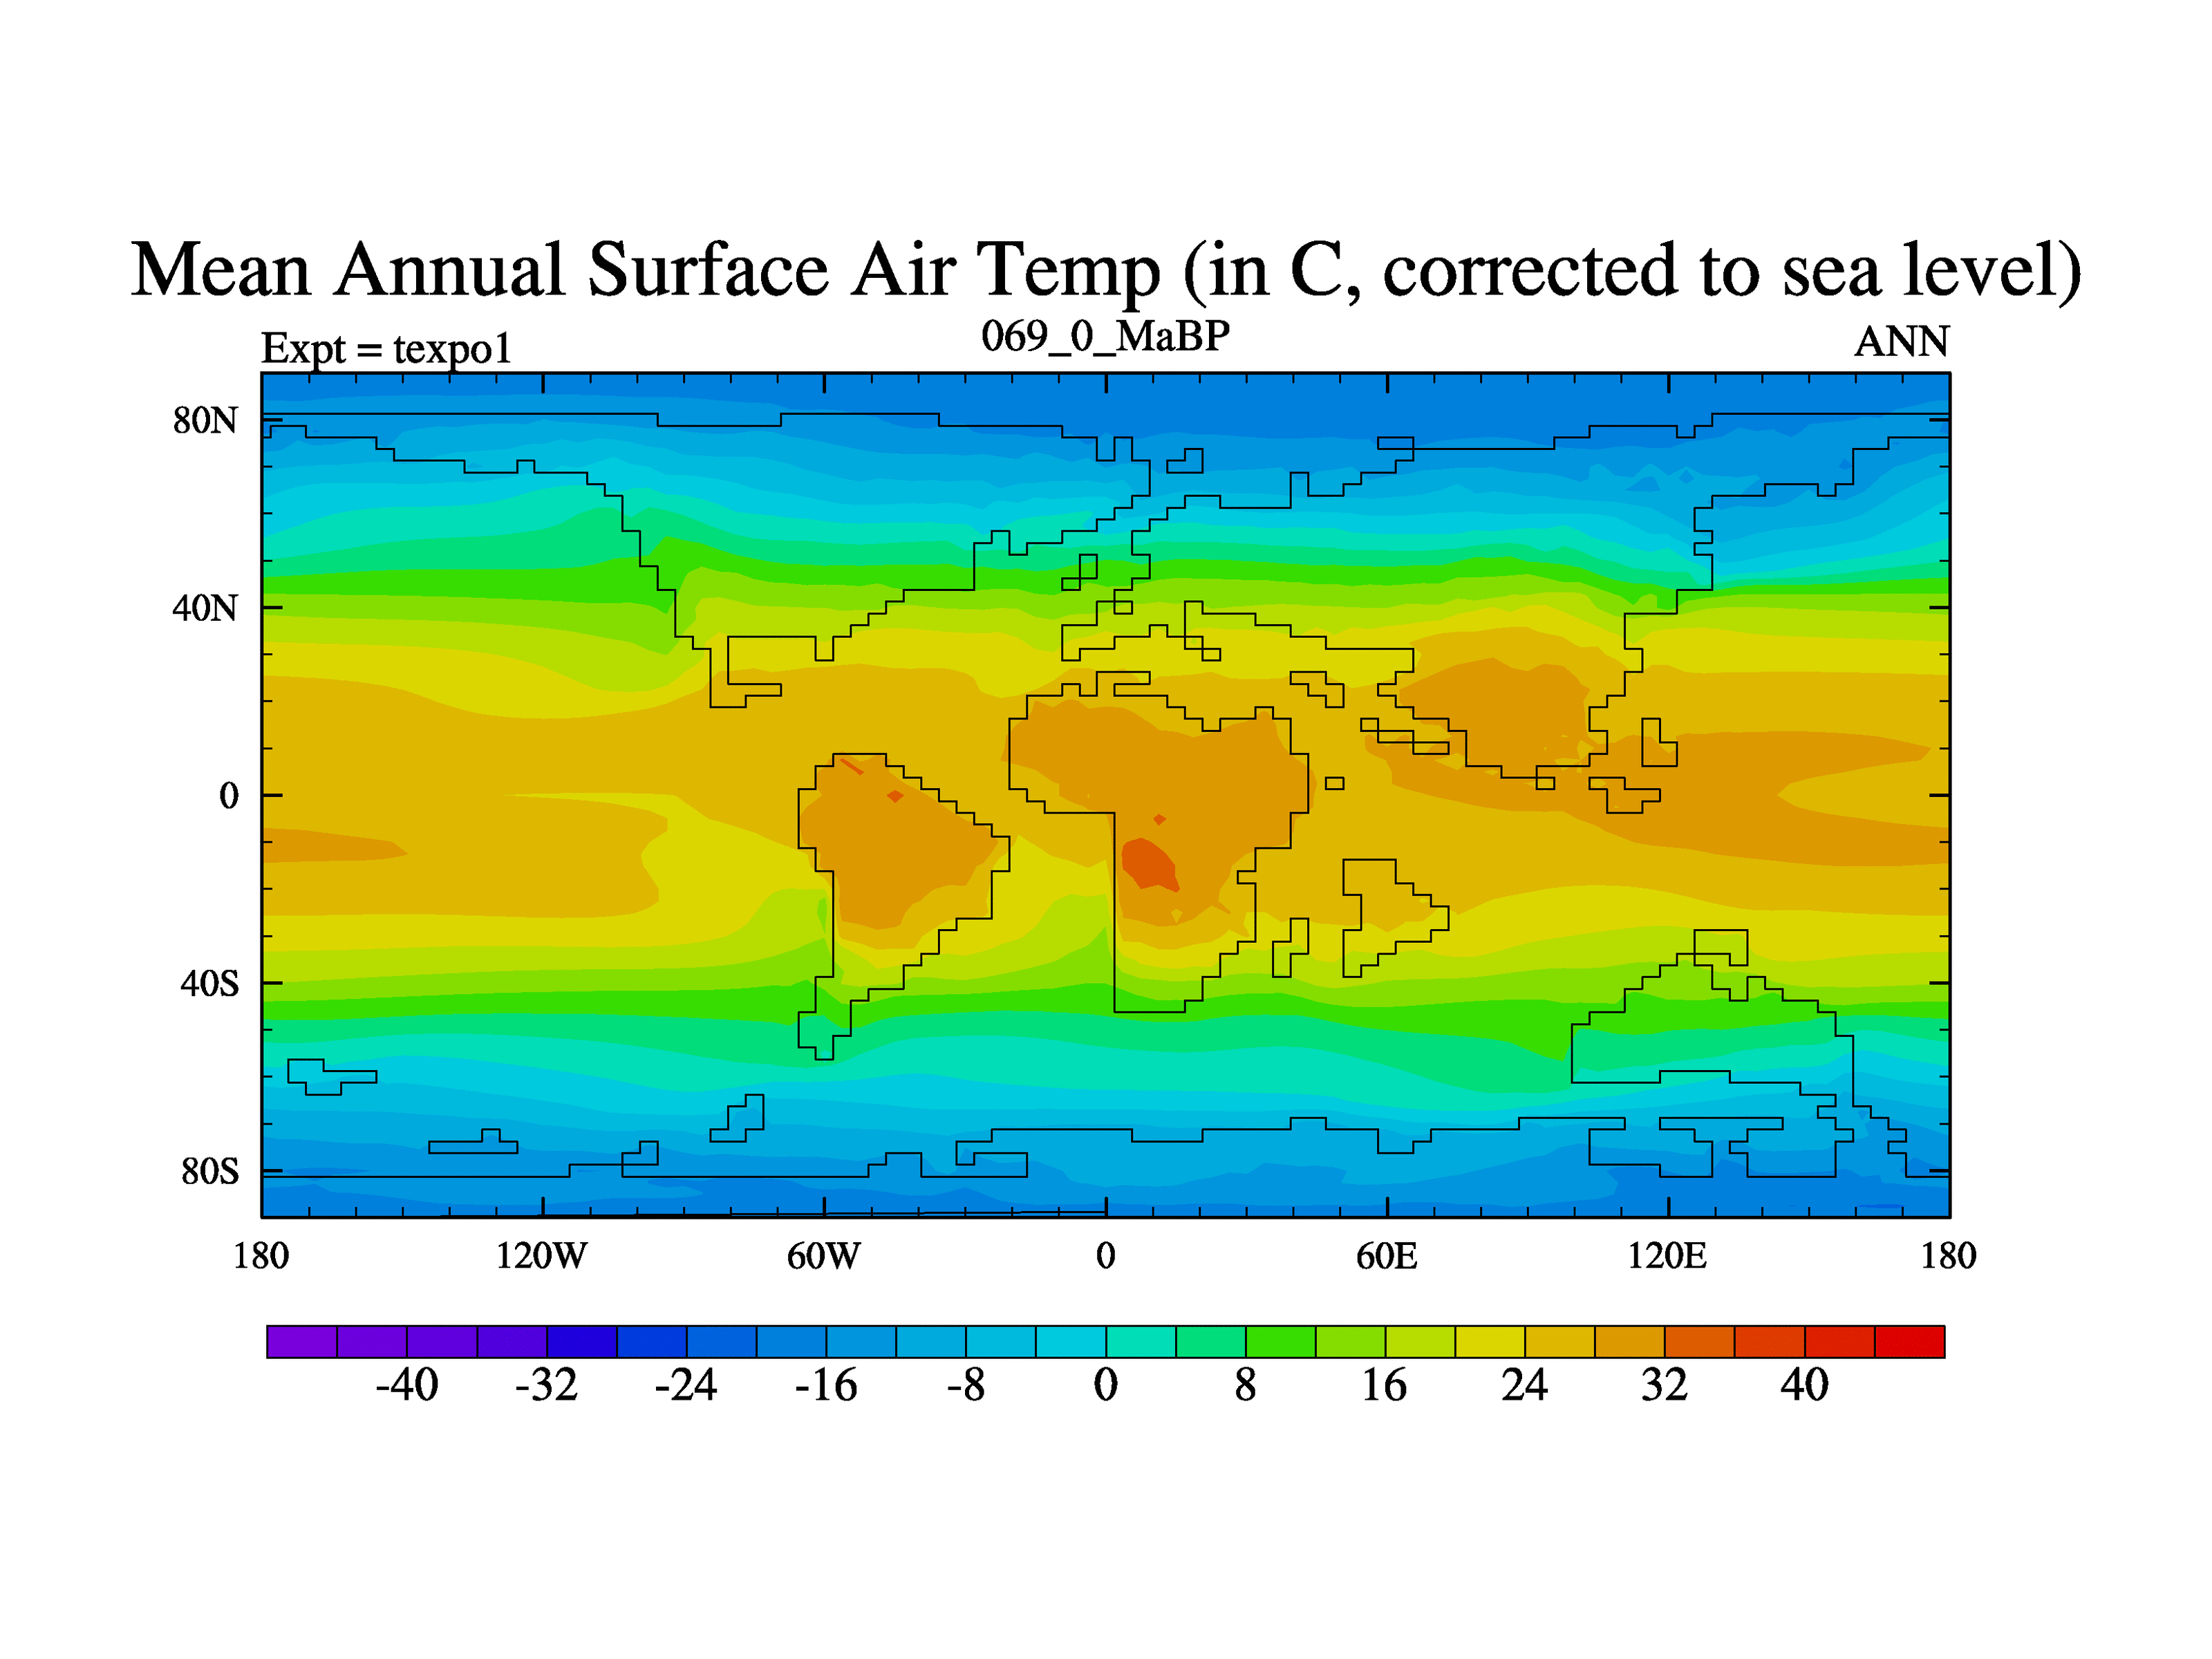 Mean Annual Surface Air Temp (in C, corrected to sea level)
069_0_MaBP
Expt = texpo1
ANN
80N
40N
0
40S
80S
180 120W 60W 0 60E 120E 180
-40 -32 -24 -16 -8 0 8 16 24 32 40